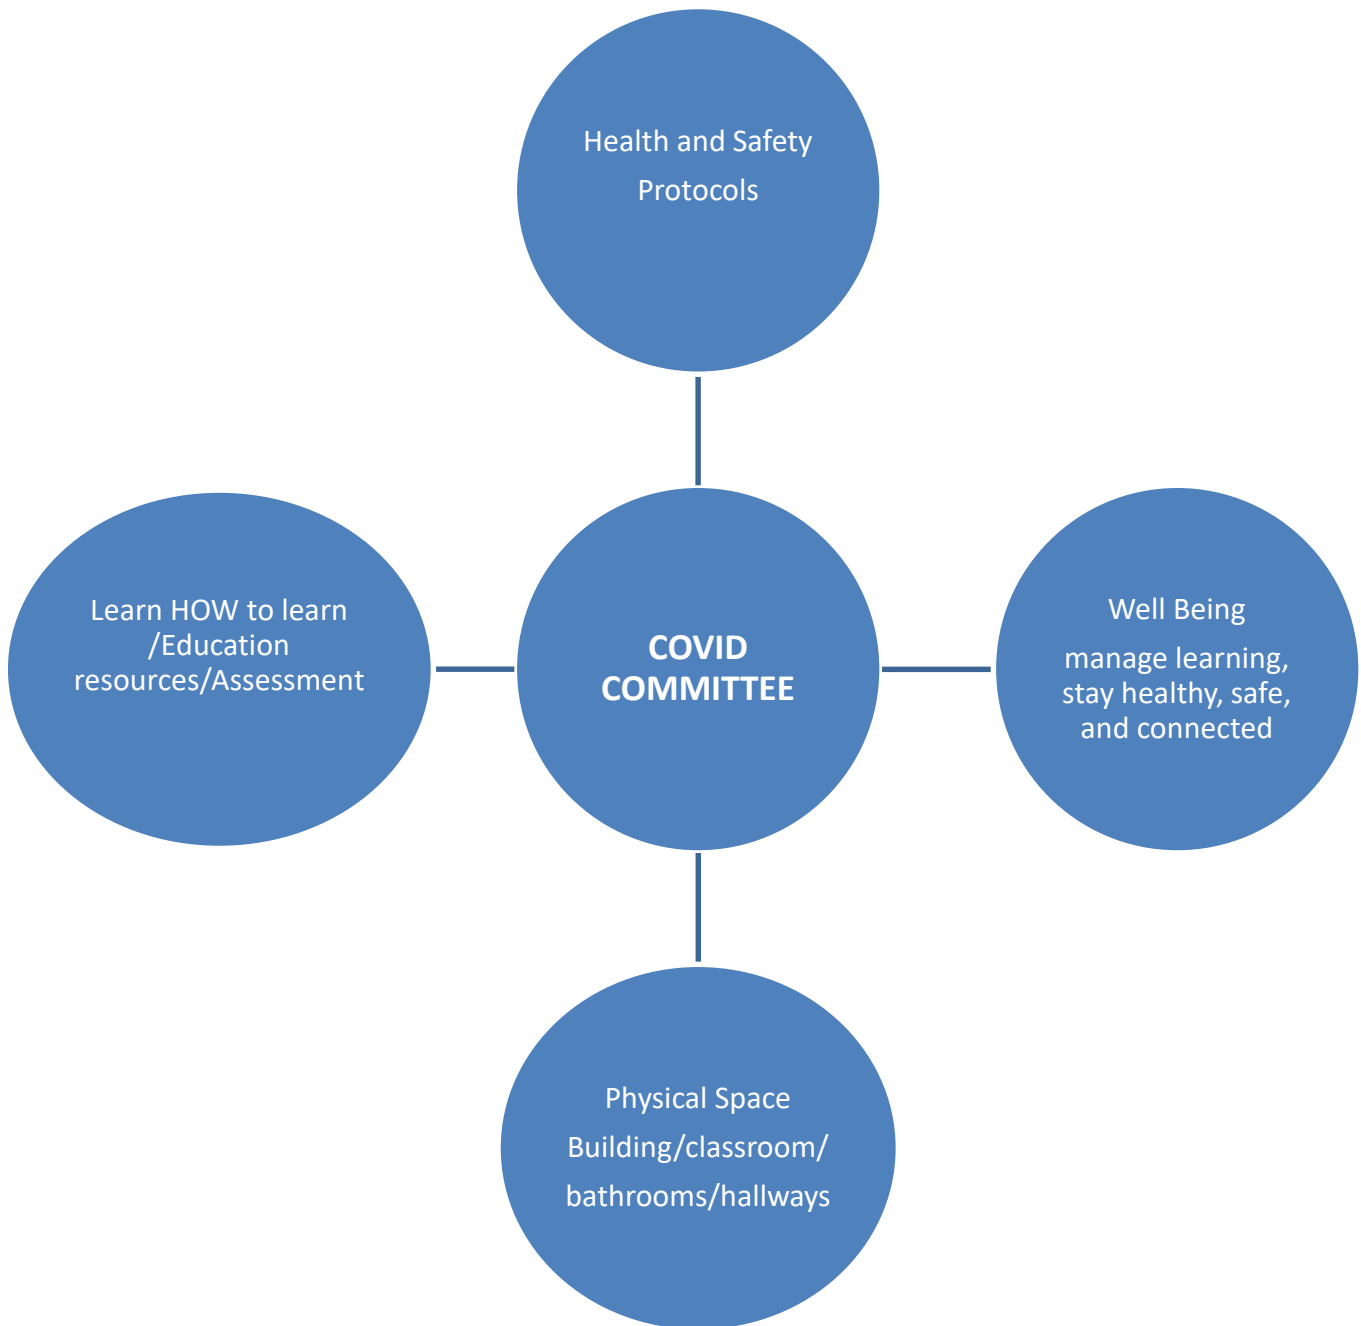 Health and Safety
Protocols
Learn HOW to learn
/Education
resources/Assessment
COVID
COMMITTEE
Well Being
manage learning,
stay healthy, safe,
and connected
Physical Space
Building/classroom/
bathrooms/hallways